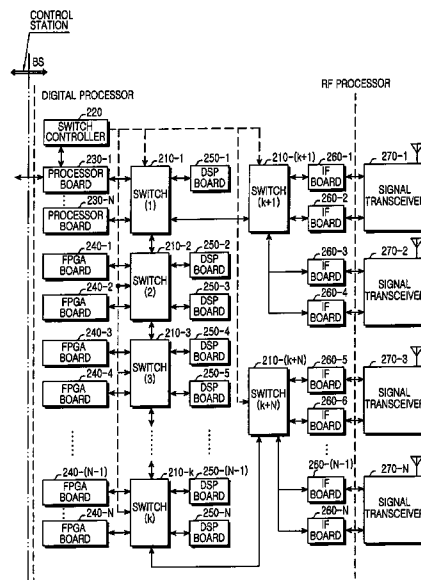 CONTROL
STATION
BS
DIGITAL PROCESSOR
RF PROCESSOR
220
SWITCH
CONTROLLER
230-1
PROCESSOR
BOARD
230-N
PROCESSOR
BOARD
240-1
FPGA
BOARD
240-2
FPGA
BOARD
240-3
FPGA
BOARD
240-4
FPGA
BOARD
240-(N-1)
FPGA
BOARD
240-N
FPGA
BOARD
210-1
SWITCH
(1)
210-2
SWITCH
(2)
210-3
SWITCH
(3)
210-k
SWITCH
(k)
250-1
DSP
BOARD
250-2
DSP
BOARD
250-3
DSP
BOARD
250-4
DSP
BOARD
250-5
DSP
BOARD
250-(N-1)
DSP
BOARD
250-N
DSP
BOARD
210-(k+1)
SWITCH
(k+1)
210-(k+N)
SWITCH
(k+N)
260-1
IF
BOARD
260-2
IF
BOARD
260-3
IF
BOARD
260-4
IF
BOARD
260-5
IF
BOARD
260-6
IF
BOARD
260-(N-1)
IF
BOARD
260-N
IF
BOARD
270-1
SIGNAL
TRANSCEIVER
270-2
SIGNAL
TRANSCEIVER
270-3
SIGNAL
TRANSCEIVER
270-N
SIGNAL
TRANSCEIVER